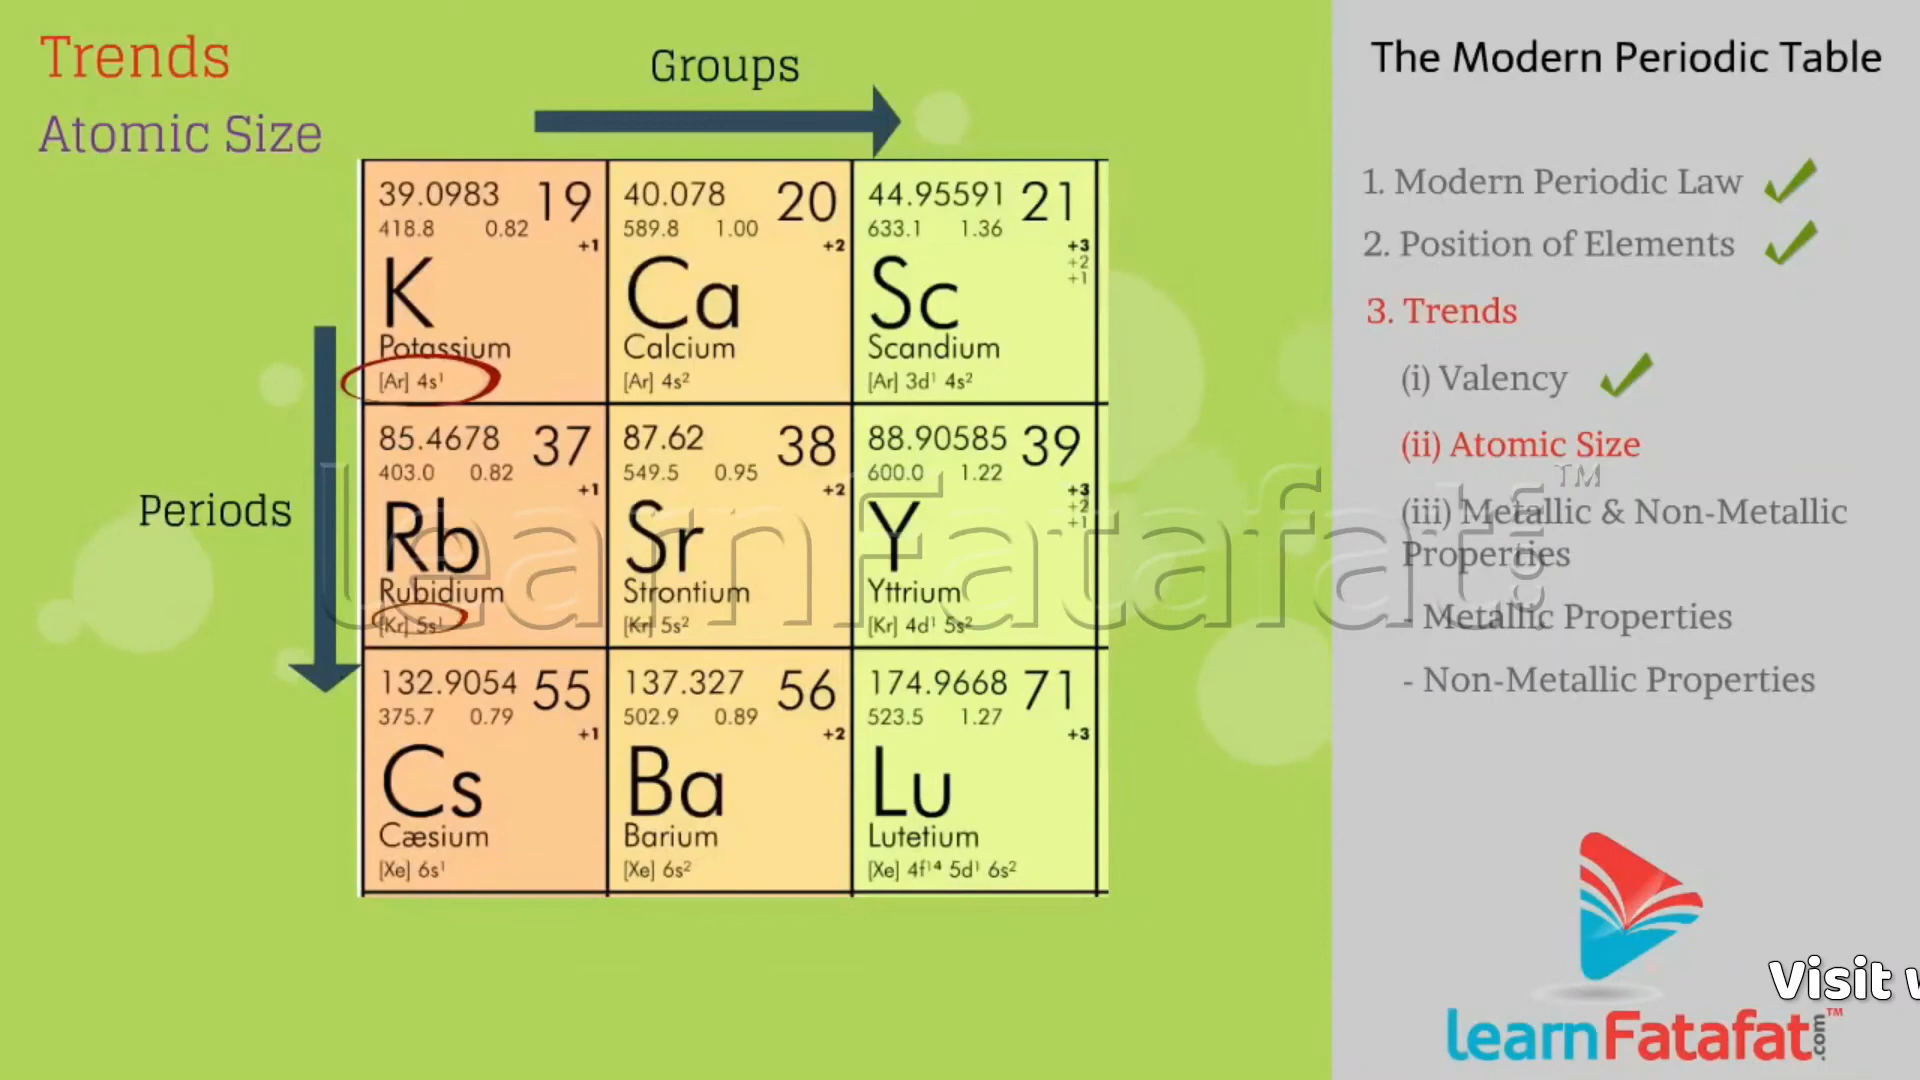 Trends
Atomic Size
Groups
Periods
39.0983 19
418.8 0.82
+1
K
Potassium
[Ar] 4s¹
40.078 20
589.8 1.00
+2
Ca
Calcium
[Ar] 4s²
44.95591 21
633.1 1.36
+3
+2
+1
Sc
Scandium
[Ar] 3d¹ 4s²
85.4678 37
403.0 0.82
+1
Rb
Rubidium
[Kr] 5s¹
87.62 38
549.5 0.95
+2
Sr
Strontium
[Kr] 5s²
88.90585 39
600.0 1.22
+3
+2
+1
Y
Yttrium
[Kr] 4d¹ 5s²
132.9054 55
375.7 0.79
+1
Cs
Cæsium
[Xe] 6s¹
137.327 56
502.9 0.89
+2
Ba
Barium
[Xe] 6s²
174.9668 71
523.5 1.27
+3
Lu
Lutetium
[Xe] 4f¹⁴ 5d¹ 6s²
learnFatafat.com™
The Modern Periodic Table
1. Modern Periodic Law
2. Position of Elements
3. Trends
(i) Valency
(ii) Atomic Size
(iii) Metallic & Non-Metallic
Properties
- Metallic Properties
- Non-Metallic Properties
Visit
learnFatafat.com™